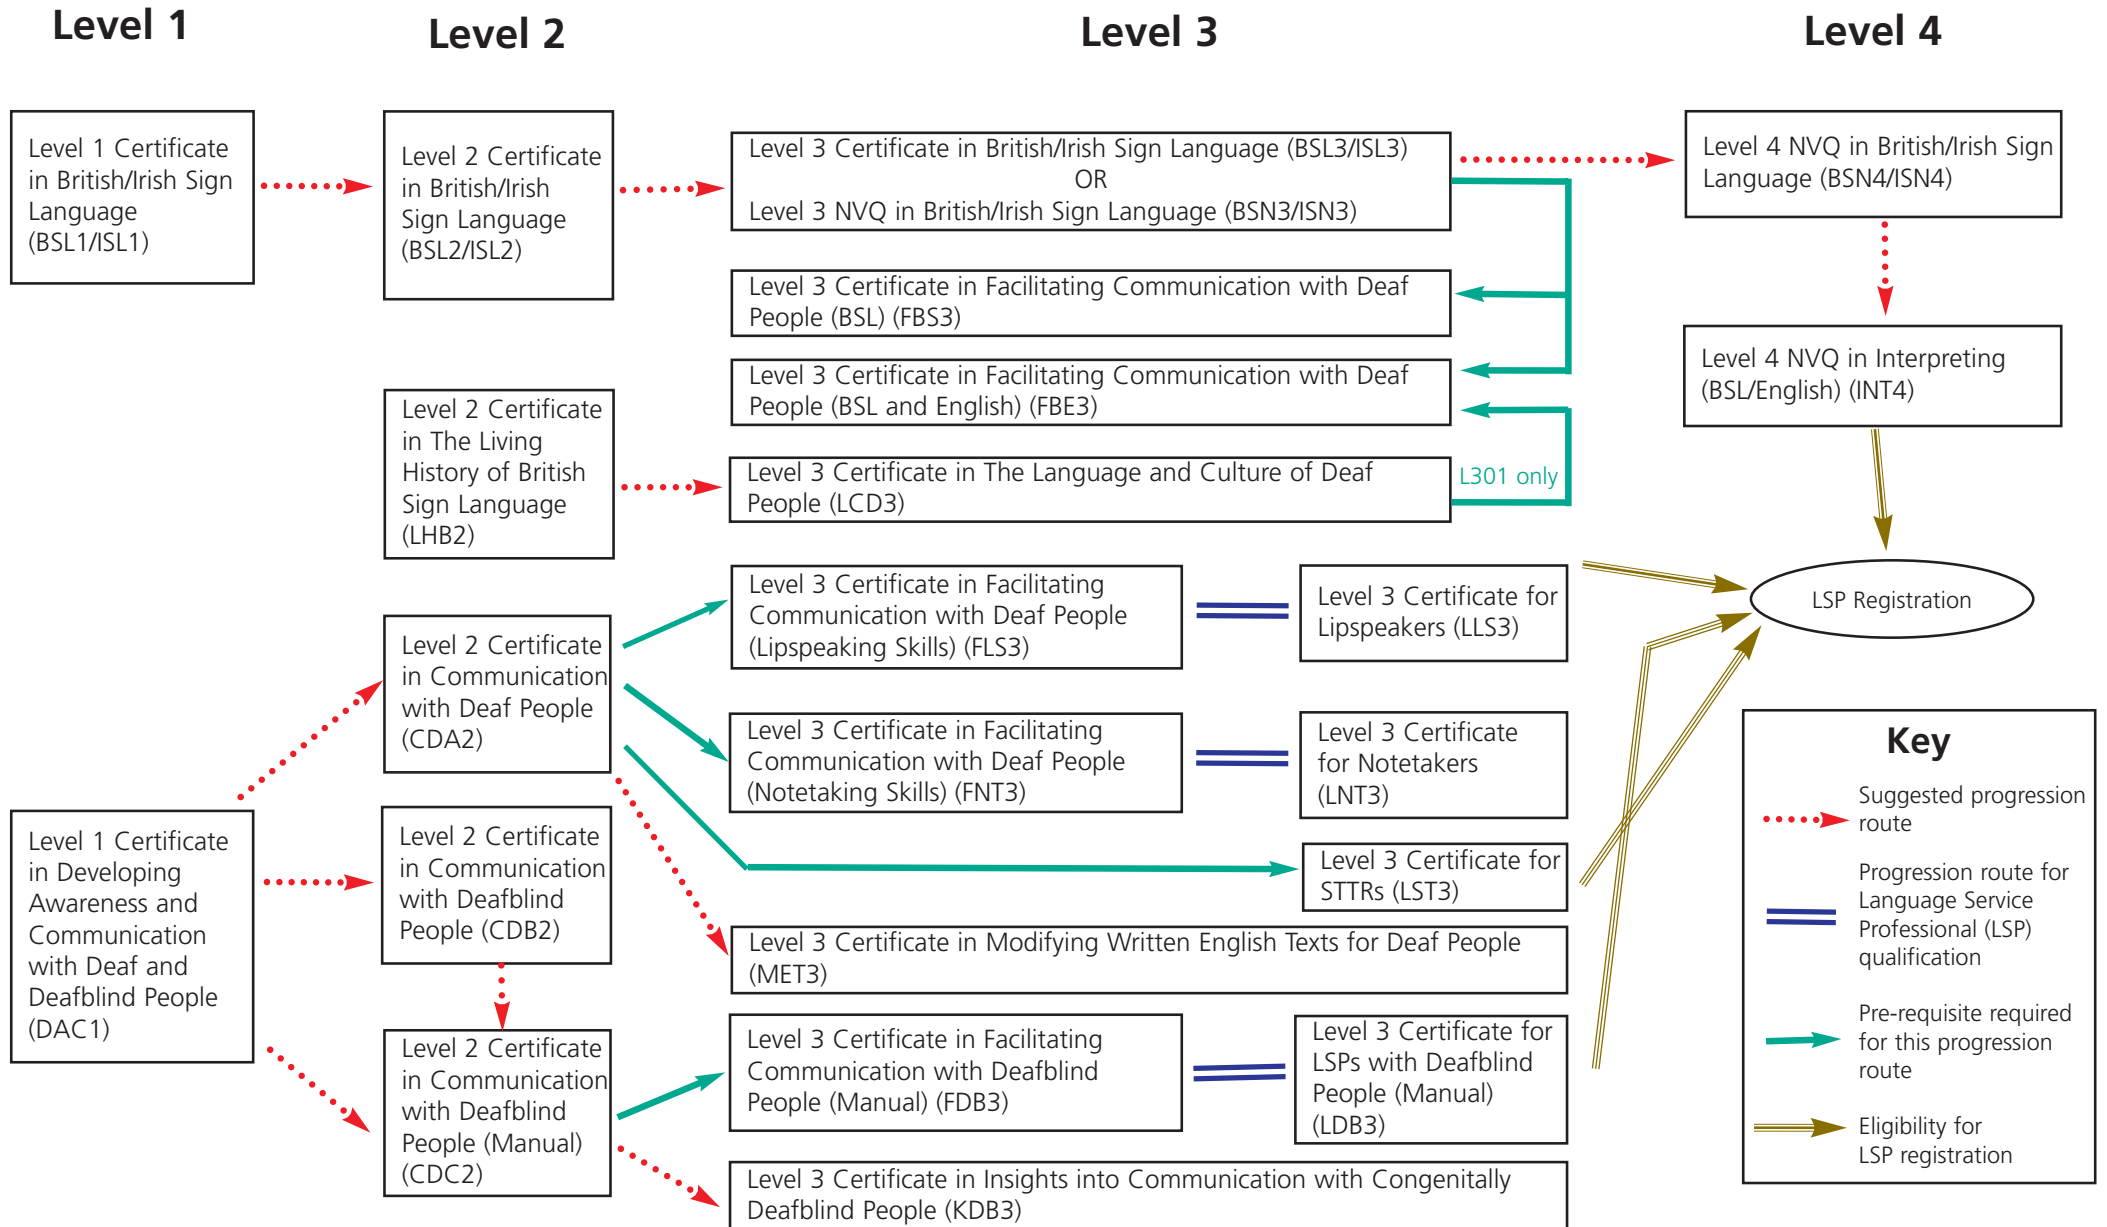 Level 1
Level 2
Level 3
Level 4
Level 1 Certificate
in British/Irish Sign
Language
(BSL1/ISL1)
Level 2 Certificate
in British/Irish
Sign Language
(BSL2/ISL2)
Level 3 Certificate in British/Irish Sign Language (BSL3/ISL3)
OR
Level 3 NVQ in British/Irish Sign Language (BSN3/ISN3)
Level 4 NVQ in British/Irish Sign
Language (BSN4/ISN4)
Level 3 Certificate in Facilitating Communication with Deaf
People (BSL) (FBS3)
Level 3 Certificate in Facilitating Communication with Deaf
People (BSL and English) (FBE3)
Level 4 NVQ in Interpreting
(BSL/English) (INT4)
Level 2 Certificate
in The Living
History of British
Sign Language
(LHB2)
Level 3 Certificate in The Language and Culture of Deaf
People (LCD3)
L301 only
Level 3 Certificate in Facilitating
Communication with Deaf People
(Lipspeaking Skills) (FLS3)
Level 3 Certificate for
Lipspeakers (LLS3)
LSP Registration
Level 2 Certificate
in Communication
with Deaf People
(CDA2)
Level 3 Certificate in Facilitating
Communication with Deaf People
(Notetaking Skills) (FNT3)
Level 3 Certificate
for Notetakers
(LNT3)
Level 1 Certificate
in Developing
Awareness and
Communication
with Deaf and
Deafblind People
(DAC1)
Level 2 Certificate
in Communication
with Deafblind
People (CDB2)
Level 3 Certificate for
STTRs (LST3)
Level 3 Certificate in Modifying Written English Texts for Deaf People
(MET3)
Level 2 Certificate
in Communication
with Deafblind
People (Manual)
(CDC2)
Level 3 Certificate in Facilitating
Communication with Deafblind
People (Manual) (FDB3)
Level 3 Certificate for
LSPs with Deafblind
People (Manual)
(LDB3)
Level 3 Certificate in Insights into Communication with Congenitally
Deafblind People (KDB3)
Key
Suggested progression
route
Progression route for
Language Service
Professional (LSP)
qualification
Pre-requisite required
for this progression
route
Eligibility for
LSP registration